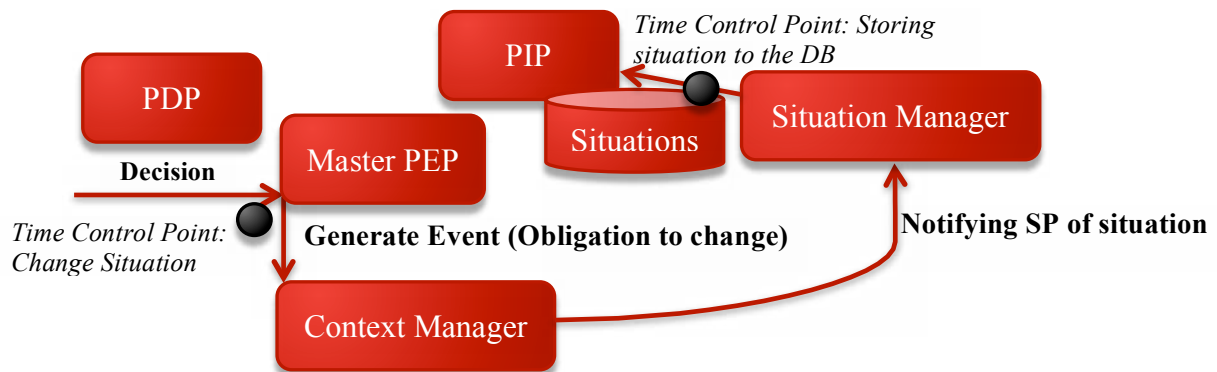 Time Control Point: Storing
situation to the DB
PIP
PDP
Situation Manager
Situations
Master PEP
Decision
Time Control Point:
Change Situation
Generate Event (Obligation to change)
Notifying SP of situation
Context Manager